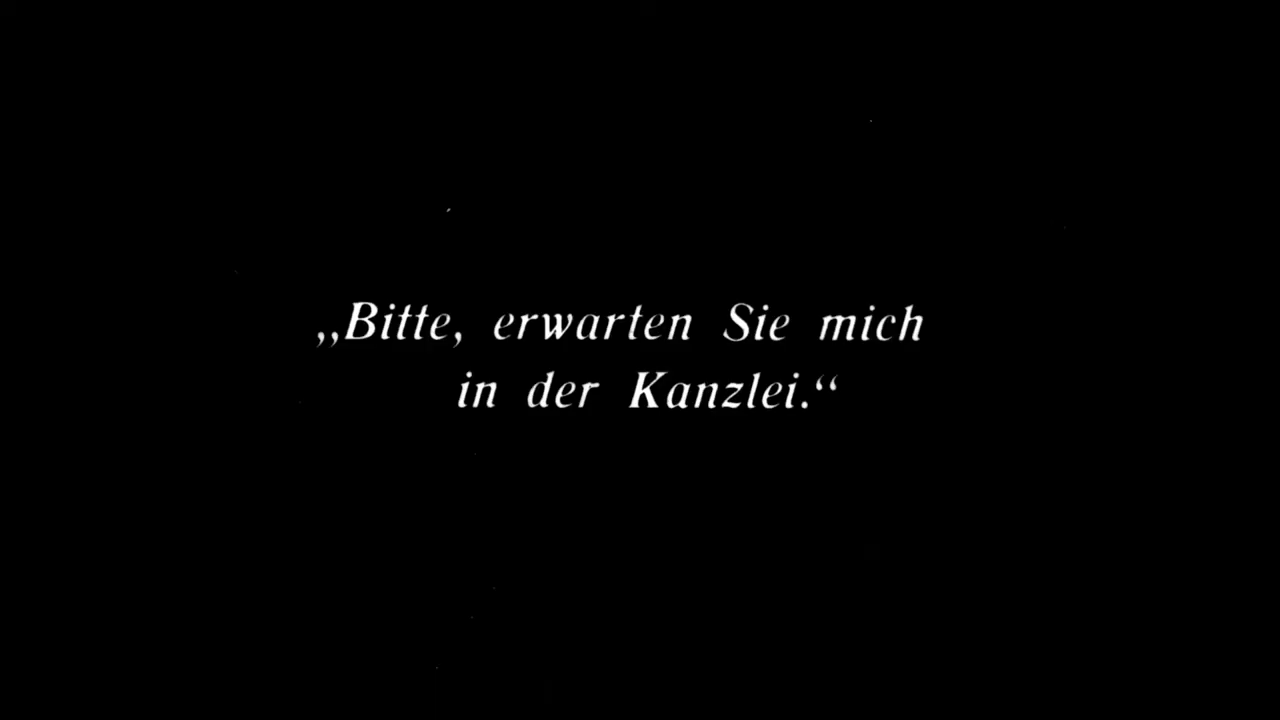 „Bitte, erwarten Sie mich
in der Kanzlei.“